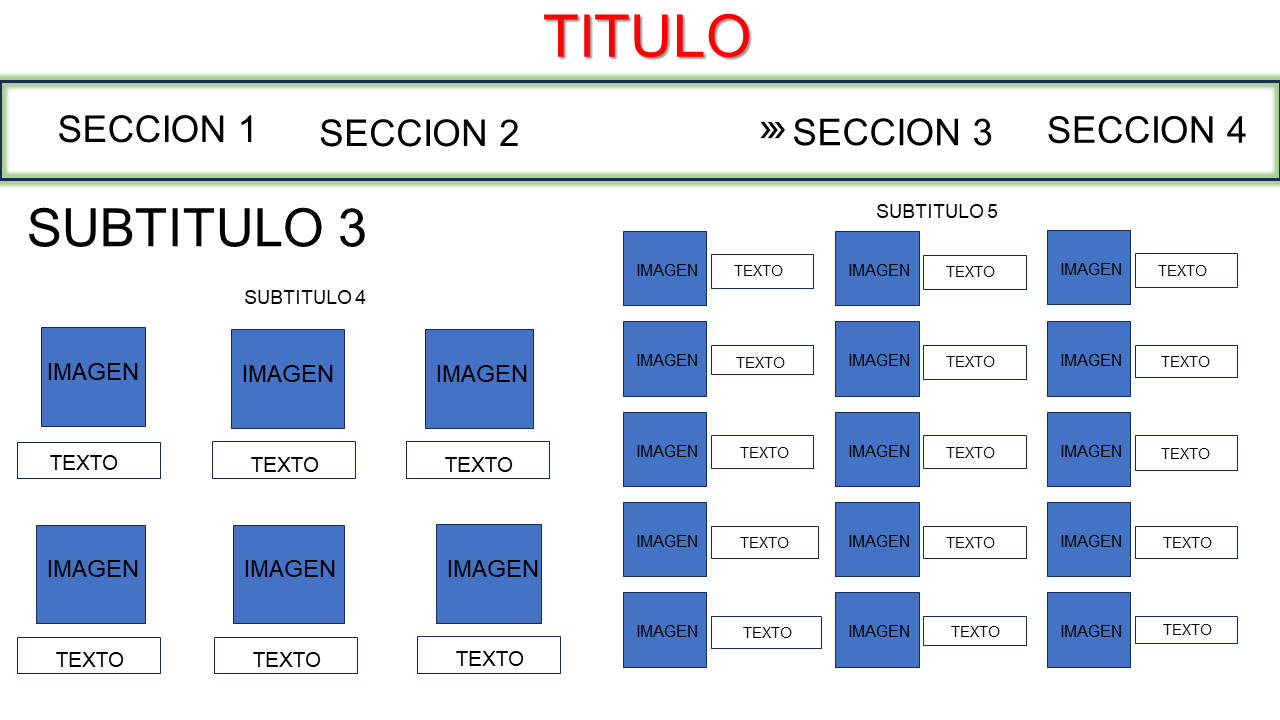 TITULO
SECCION 1
SECCION 2
»› SECCION 3
SECCION 4
SUBTITULO 3
SUBTITULO 4
IMAGEN IMAGEN IMAGEN
TEXTO TEXTO TEXTO
IMAGEN IMAGEN IMAGEN
TEXTO TEXTO TEXTO
SUBTITULO 5
IMAGEN TEXTO IMAGEN TEXTO IMAGEN TEXTO
IMAGEN TEXTO IMAGEN TEXTO IMAGEN TEXTO
IMAGEN TEXTO IMAGEN TEXTO IMAGEN TEXTO
IMAGEN TEXTO IMAGEN TEXTO IMAGEN TEXTO
IMAGEN TEXTO IMAGEN TEXTO IMAGEN TEXTO